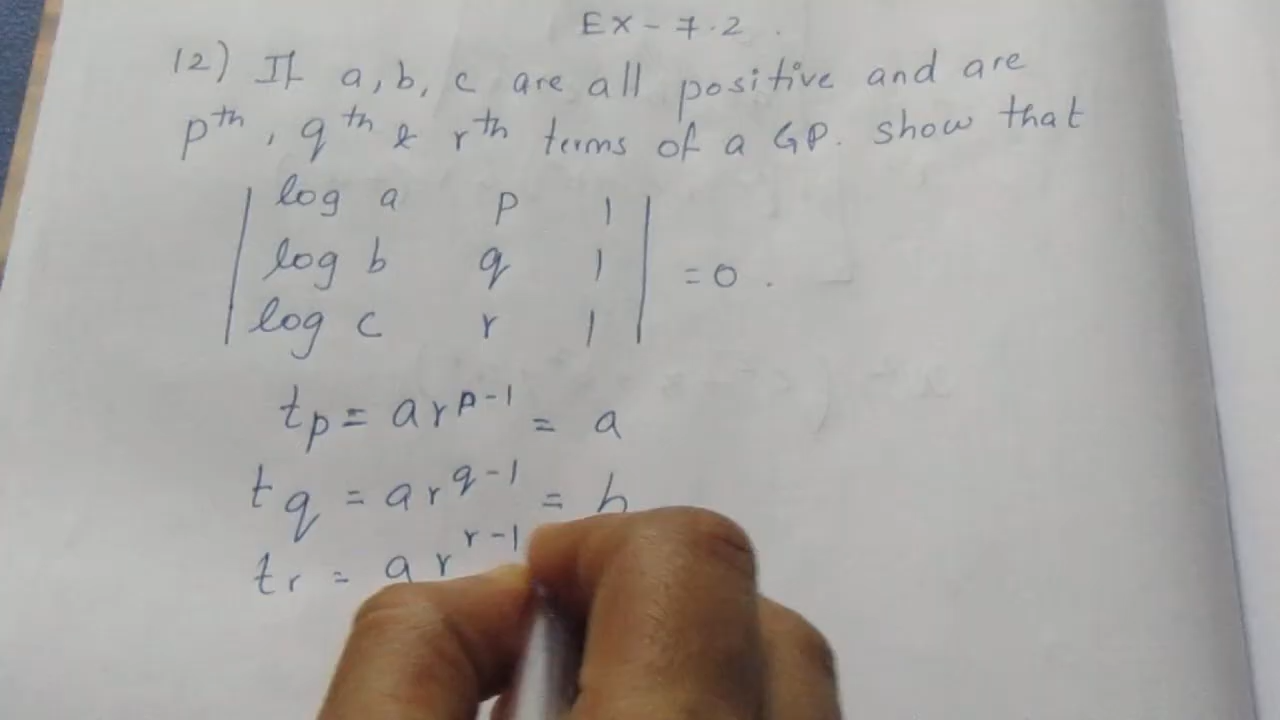 EX - 7.2.
12) If a, b, c are all positive and are
pth, qth & rth terms of a GP. show that
| log a p 1 |
| log b q 1 | = 0.
| log c r 1 |
tp = ar^p-1 = a
tq = ar^q-1 = b
tr = ar^r-1